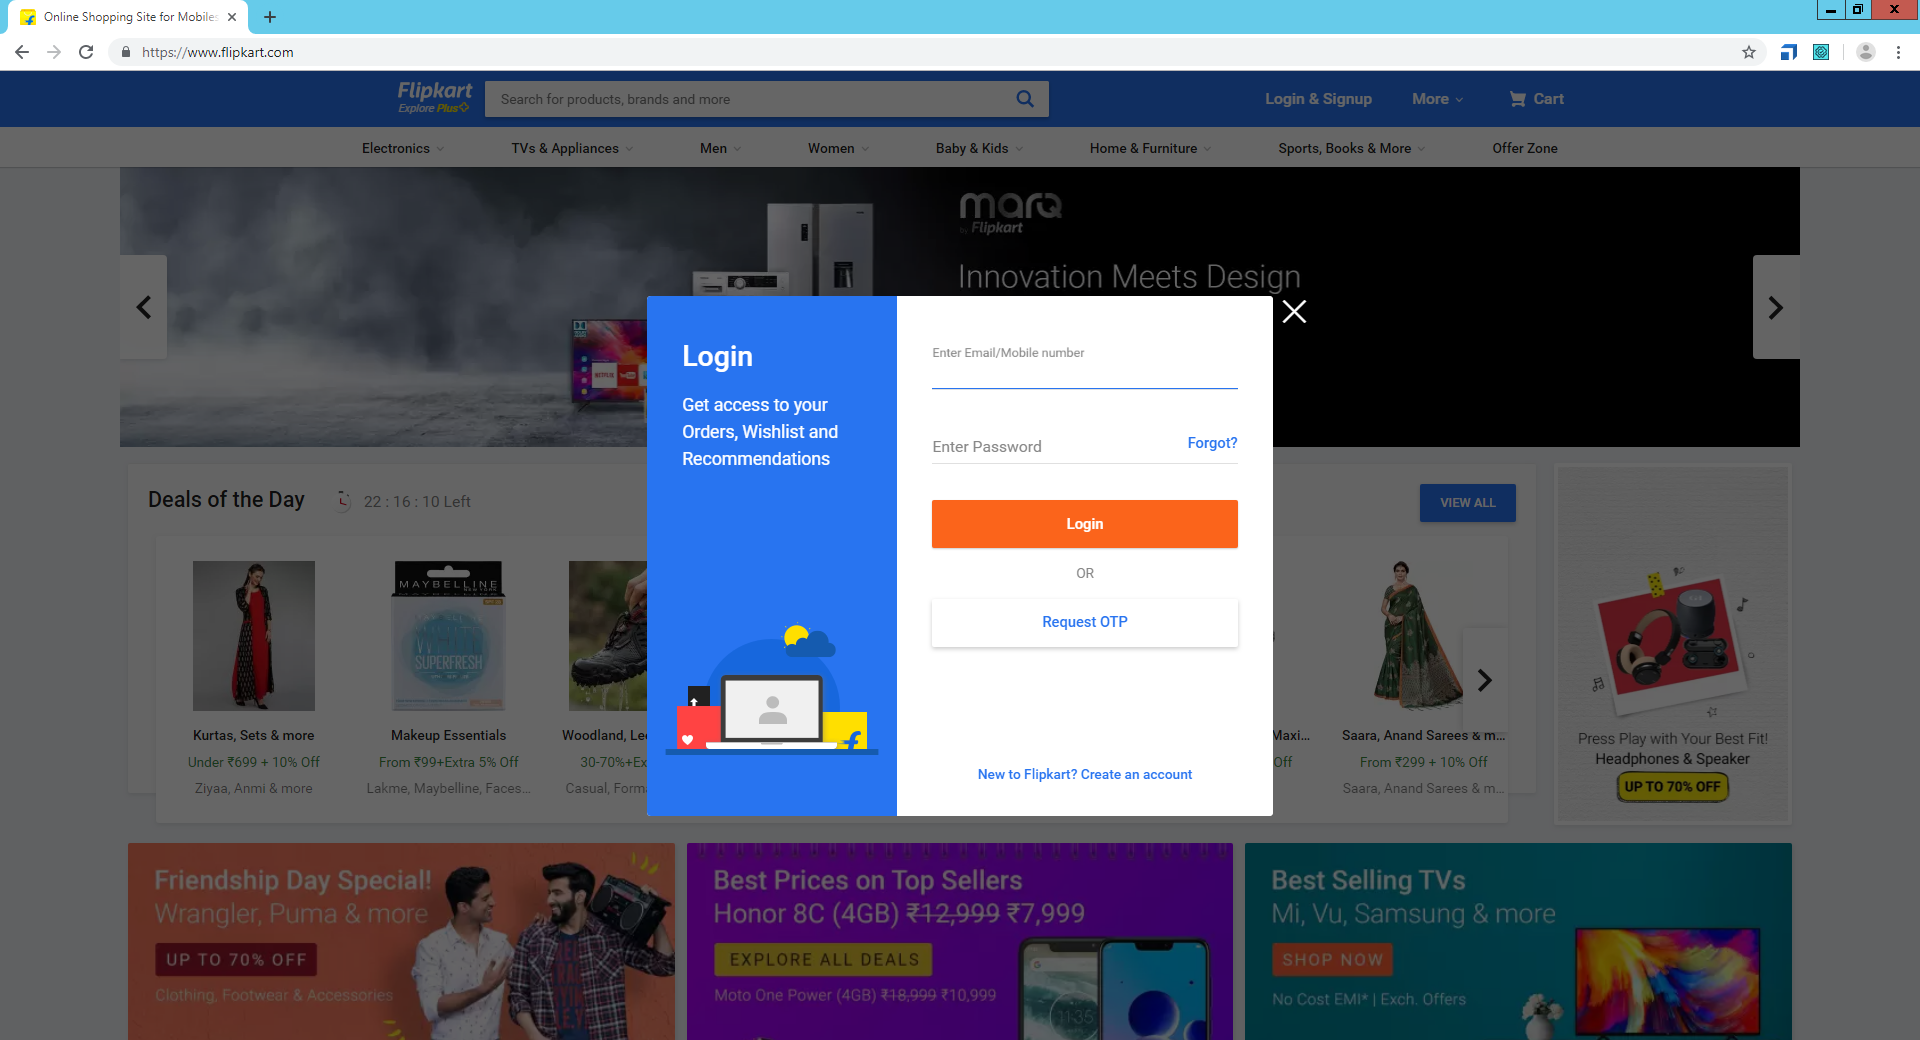 Online Shopping Site for Mobiles
https://www.flipkart.com
Flipkart
Explore Plus
Search for products, brands and more
Login & Signup
More
Cart
Electronics
TVs & Appliances
Men
Women
Baby & Kids
Home & Furniture
Sports, Books & More
Offer Zone
marQ
by Flipkart
Innovation Meets Design
NETFLIX
Login
Get access to your
Orders, Wishlist and
Recommendations
Enter Email/Mobile number
Enter Password
Forgot?
Login
OR
Request OTP
New to Flipkart? Create an account
Deals of the Day
22 : 16 : 10 Left
VIEW ALL
MAYBELLINE
NEW YORK
SUPERFRESH
Kurtas, Sets & more
Under ₹699 + 10% Off
Ziyaa, Anmi & more
Makeup Essentials
From ₹99+Extra 5% Off
Lakme, Maybelline, Faces...
Woodland, Le
30-70%+Ex
Casual, Forma
Maxi...
Off
Saara, Anand Sarees & m...
From ₹299 + 10% Off
Saara, Anand Sarees & m...
Press Play with Your Best Fit!
Headphones & Speaker
UP TO 70% OFF
Friendship Day Special!
Wrangler, Puma & more
UP TO 70% OFF
Clothing, Footwear & Accessories
Best Prices on Top Sellers
Honor 8C (4GB) ₹12,999 ₹7,999
EXPLORE ALL DEALS
Moto One Power (4GB) ₹18,999 ₹10,999
11:35
Best Selling TVs
Mi, Vu, Samsung & more
SHOP NOW
No Cost EMI* | Exch. Offers